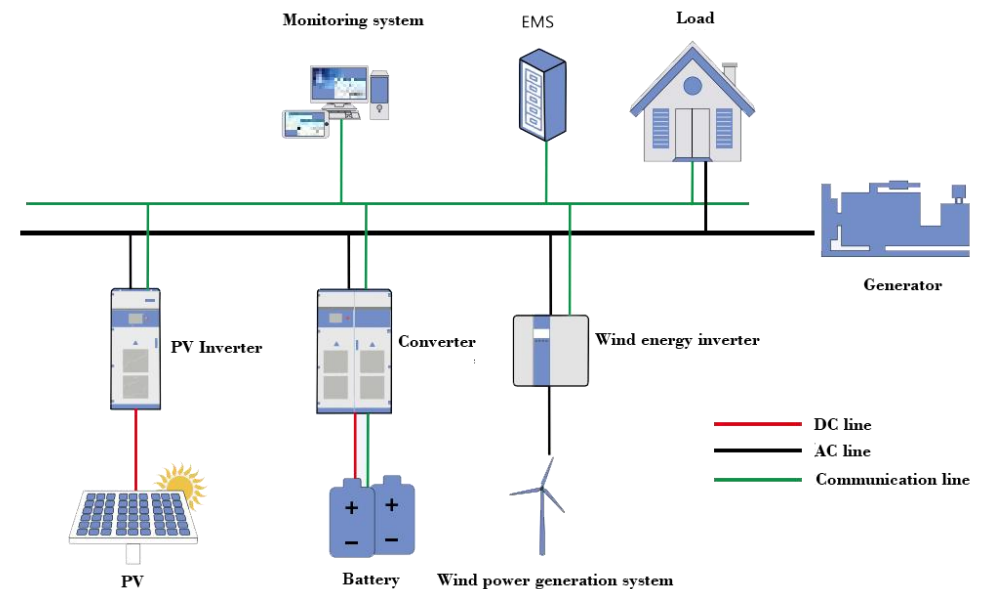 Monitoring system
EMS
Load
Generator
PV Inverter
Converter
Wind energy inverter
DC line
AC line
Communication line
+
+
−
−
PV
Battery
Wind power generation system